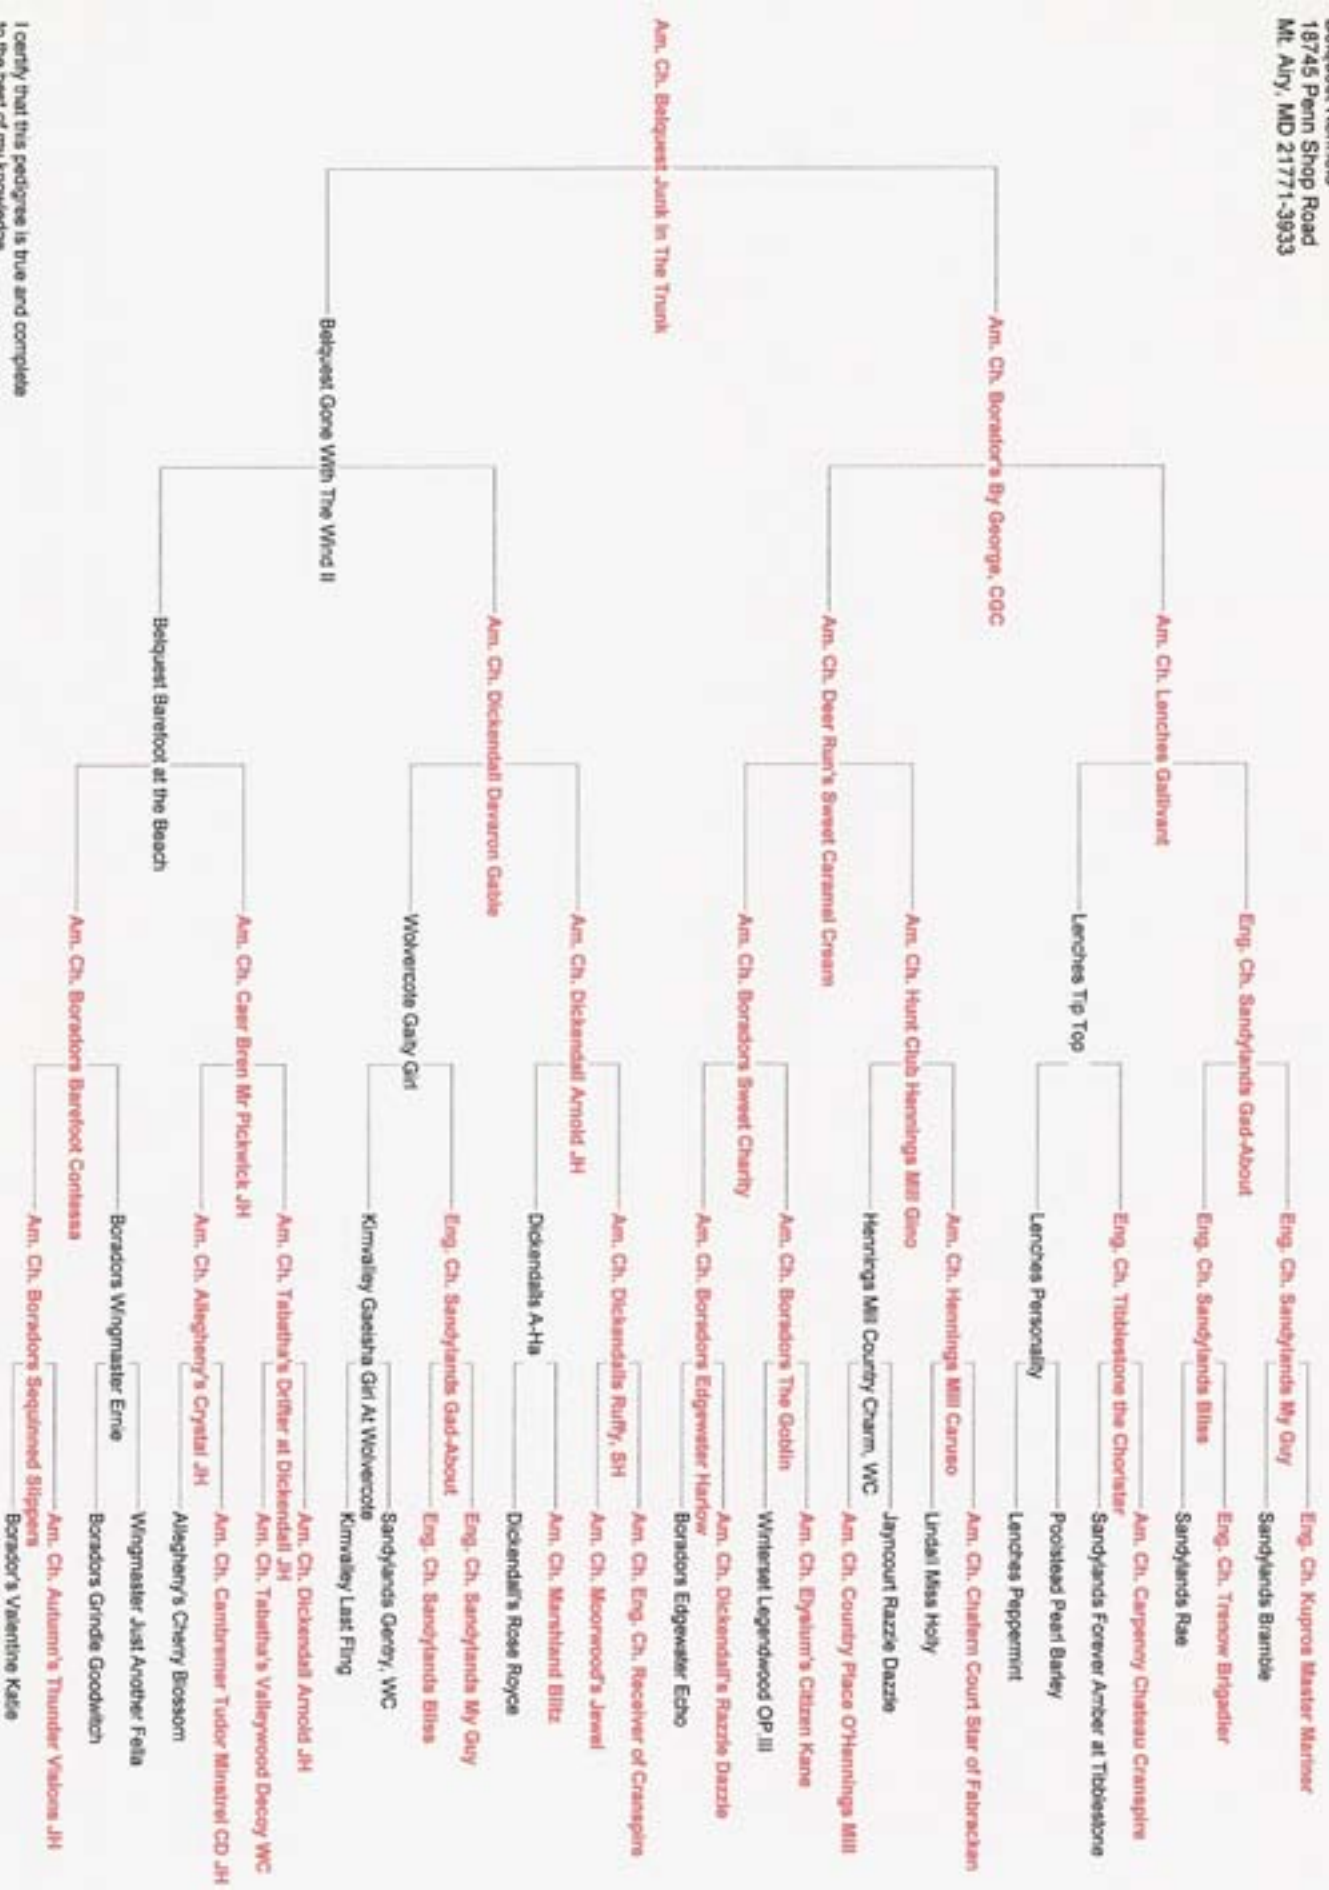 18745 Penn Shop Road
Mt. Airy, MD 21771-3933
Am. Ch. Belquest Junk In The Trunk
Am. Ch. Borador's By George, CGC
Belquest Gone With The Wind II
Am. Ch. Lenches Gallivant
Am. Ch. Deer Run's Sweet Caramel Cream
Am. Ch. Dickendall Davaron Gable
Belquest Barefoot at the Beach
Eng. Ch. Sandylands Gad-About
Lenches Tip Top
Am. Ch. Hunt Club Hennings Mill Gino
Am. Ch. Boradors Sweet Charity
Am. Ch. Dickendall Arnold JH
Wolvercote Gaity Girl
Am. Ch. Caer Bren Mr Pickwick JH
Am. Ch. Boradors Barefoot Contessa
Eng. Ch. Sandylands My Guy
Eng. Ch. Sandylands Bliss
Eng. Ch. Tibblestone the Chorister
Lenches Personality
Am. Ch. Hennings Mill Caruso
Hennings Mill Country Charm, WC
Am. Ch. Boradors The Goblin
Am. Ch. Boradors Edgewater Harlow
Am. Ch. Dickendalls Ruffy, SH
Dickendalls A-Ha
Eng. Ch. Sandylands Gad-About
Kimvalley Gaeisha Girl At Wolvercote
Am. Ch. Tabatha's Drifter at Dickendall JH
Am. Ch. Allegheny's Crystal JH
Boradors Wingmaster Ernie
Am. Ch. Boradors Sequinned Slippers
Eng. Ch. Kupros Master Mariner
Sandylands Bramble
Eng. Ch. Trenow Brigadier
Sandylands Rae
Am. Ch. Carpenny Chateau Cranspire
Sandylands Forever Amber at Tibblestone
Poolstead Pearl Barley
Lenches Peppermint
Am. Ch. Chafern Court Star of Fabracken
Lindall Miss Holly
Jayncourt Razzle Dazzle
Am. Ch. Country Place O'Hennings Mill
Am. Ch. Elysium's Citizen Kane
Winterset Legendwood OP.III
Am. Ch. Dickendall's Razzle Dazzle
Boradors Edgewater Echo
Am. Ch. Eng. Ch. Receiver of Cranspire
Am. Ch. Moorwood's Jewel
Am. Ch. Marshland Blitz
Dickendall's Rose Royce
Eng. Ch. Sandylands My Guy
Eng. Ch. Sandylands Bliss
Sandylands Gentry, WC
Kimvalley Last Fling
Am. Ch. Dickendall Arnold JH
Am. Ch. Tabatha's Valleywood Decoy WC
Am. Ch. Cambremer Tudor Minstrel CD JH
Allegheny's Cherry Blossom
Wingmaster Just Another Fella
Boradors Grindle Goodwitch
Am. Ch. Autumn's Thunder Visions JH
Borador's Valentine Katie
I certify that this pedigree is true and complete
to the best of my knowledge